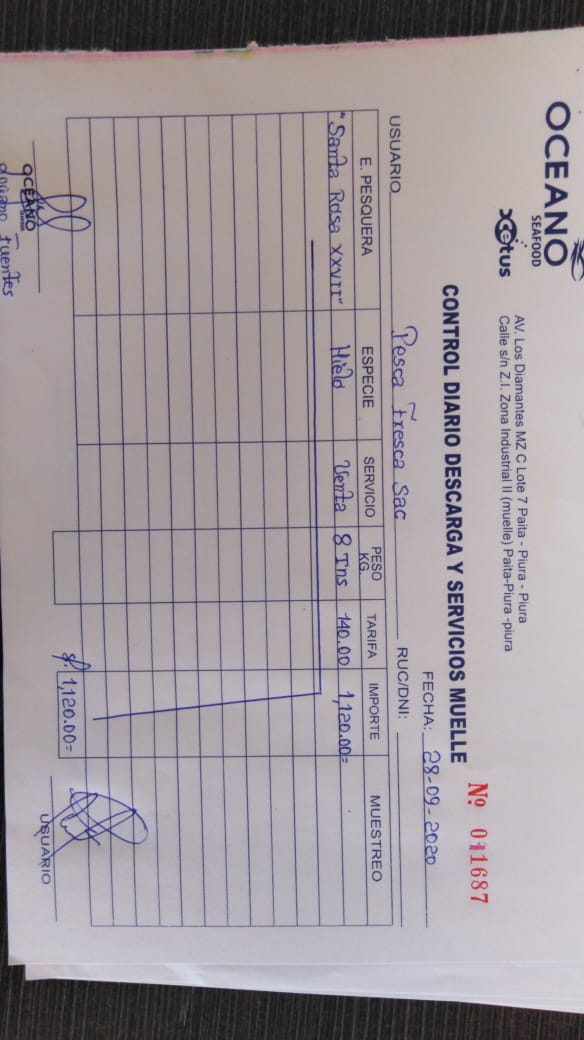 OCEANO
SEAFOOD
cetus
AV. Los Diamantes MZ C Lote 7 Paita - Piura - Piura
Calle s/n Z.I. Zona Industrial II (muelle) Paita-Piura -piura
Nº 011687
CONTROL DIARIO DESCARGA Y SERVICIOS MUELLE
FECHA: 28-09-2020
USUARIO Pesca Fresca Sac RUC/DNI:
E. PESQUERA ESPECIE SERVICIO PESO KG. TARIFA IMPORTE MUESTREO
"Santa Rosa XXVII" Hielo Venta 8 Tns 140.00 1,120.00=
S/. 1,120.00=
OCEANO
USUARIO
Fuentes